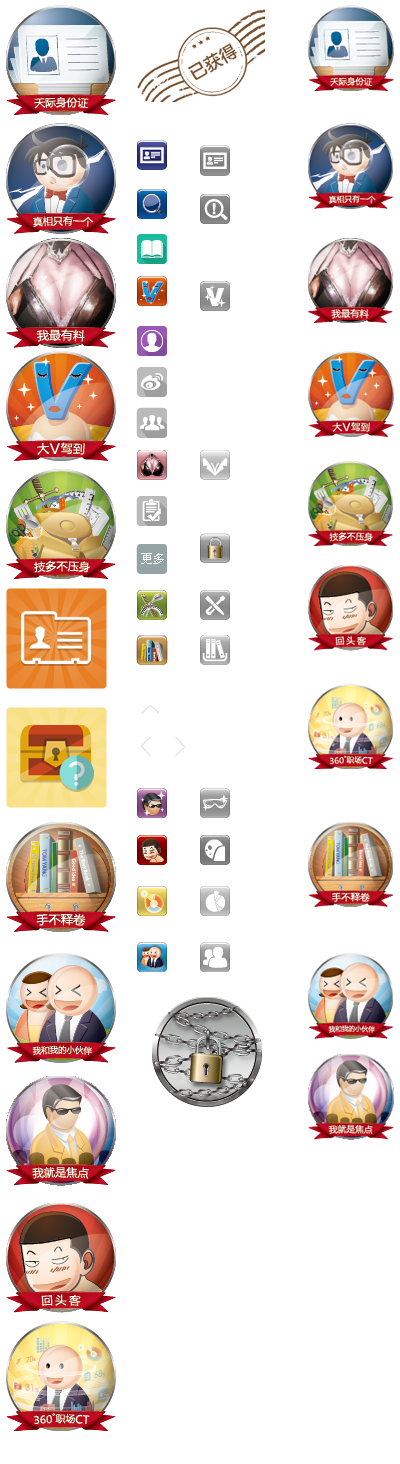 天际身份证
已获得
天际身份证
真相只有一个
真相只有一个
我最有料
我最有料
大V驾到
大V驾到
技多不压身
更多
技多不压身
回头客
360°职场CT
手不释卷
手不释卷
我和我的小伙伴
我和我的小伙伴
我就是焦点
我就是焦点
回头客
360°职场CT